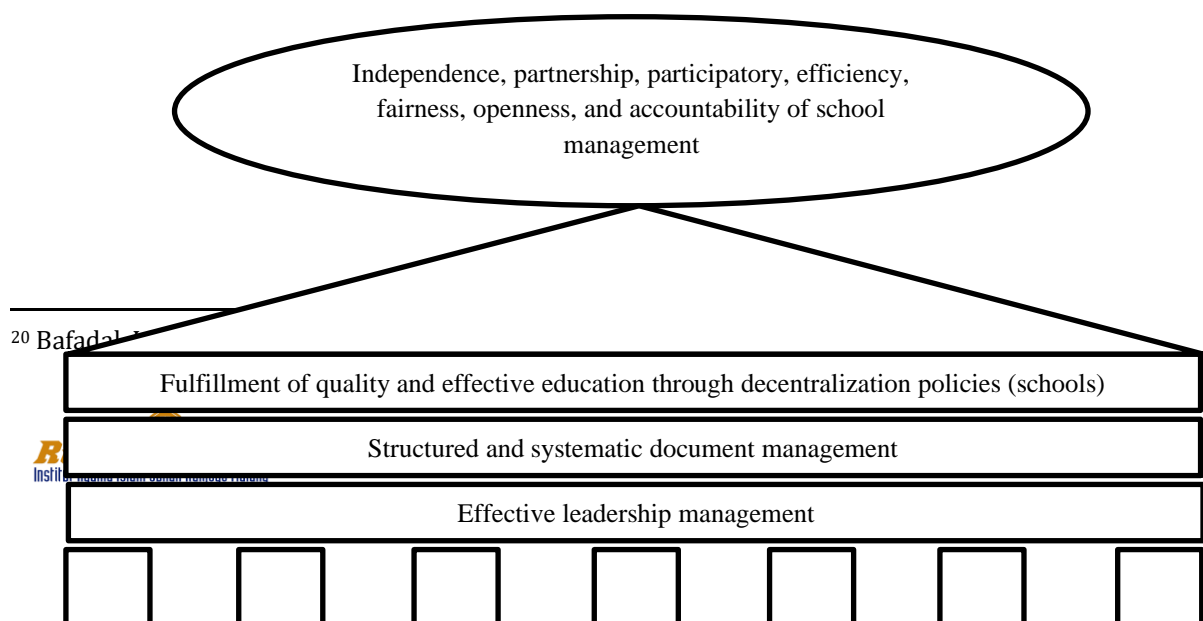 Independence, partnership, participatory, efficiency,
fairness, openness, and accountability of school
management
20 Bafadal
Fulfillment of quality and effective education through decentralization policies (schools)
Structured and systematic document management
Effective leadership management